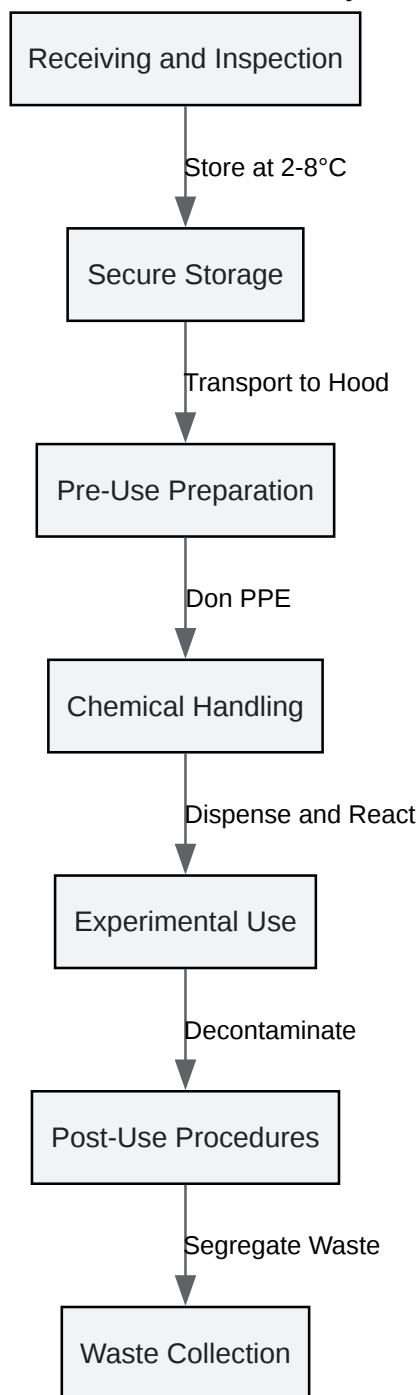 Receiving and Inspection
Store at 2-8°C
Secure Storage
Transport to Hood
Pre-Use Preparation
Don PPE
Chemical Handling
Dispense and React
Experimental Use
Decontaminate
Post-Use Procedures
Segregate Waste
Waste Collection